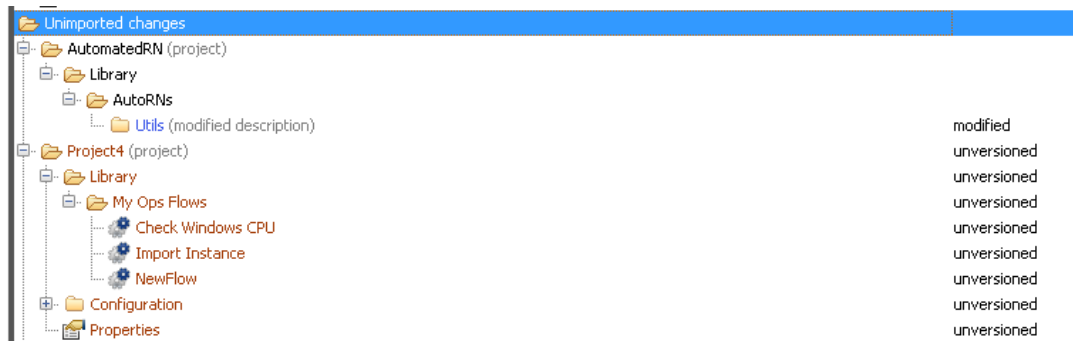 Unimported changes
AutomatedRN (project)
Library
AutoRNs
Utils (modified description) modified
Project4 (project) unversioned
Library unversioned
My Ops Flows unversioned
Check Windows CPU unversioned
Import Instance unversioned
NewFlow unversioned
Configuration unversioned
Properties unversioned